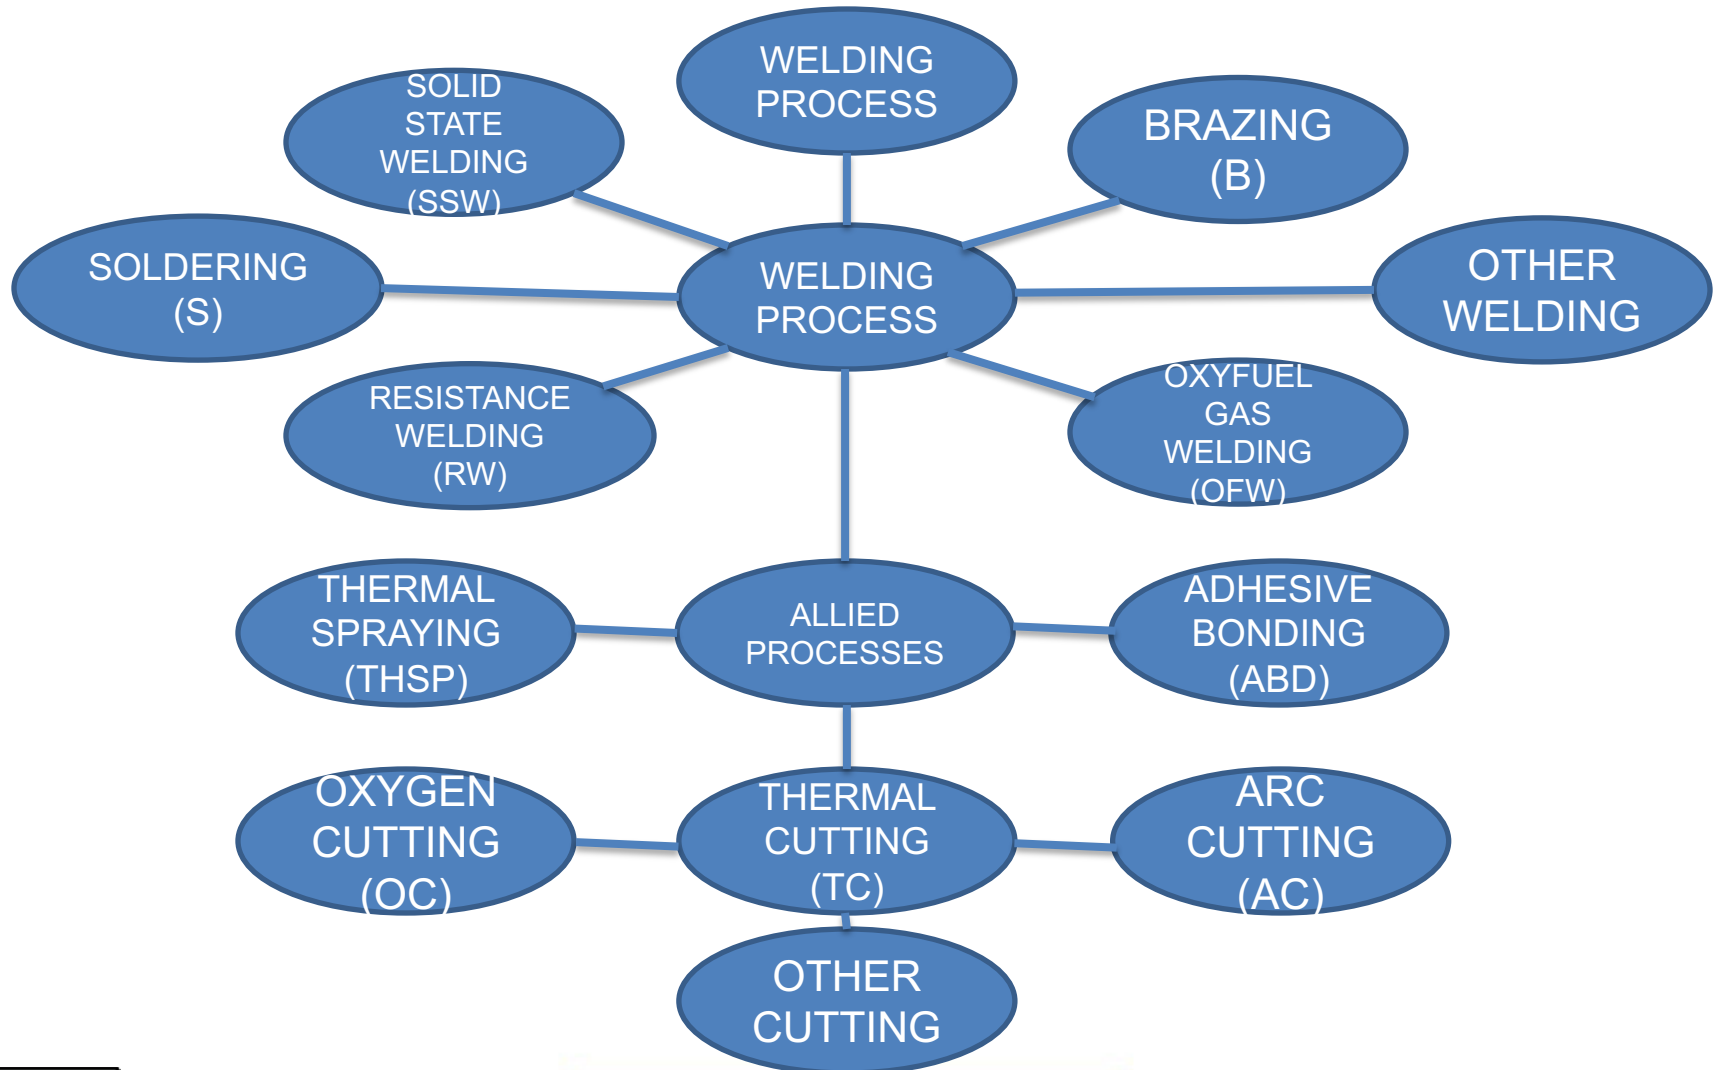 WELDING
PROCESS
SOLID
STATE
WELDING
(SSW)
BRAZING
(B)
SOLDERING
(S)
WELDING
PROCESS
OTHER
WELDING
RESISTANCE
WELDING
(RW)
OXYFUEL
GAS
WELDING
(OFW)
THERMAL
SPRAYING
(THSP)
ALLIED
PROCESSES
ADHESIVE
BONDING
(ABD)
OXYGEN
CUTTING
(OC)
THERMAL
CUTTING
(TC)
ARC
CUTTING
(AC)
OTHER
CUTTING